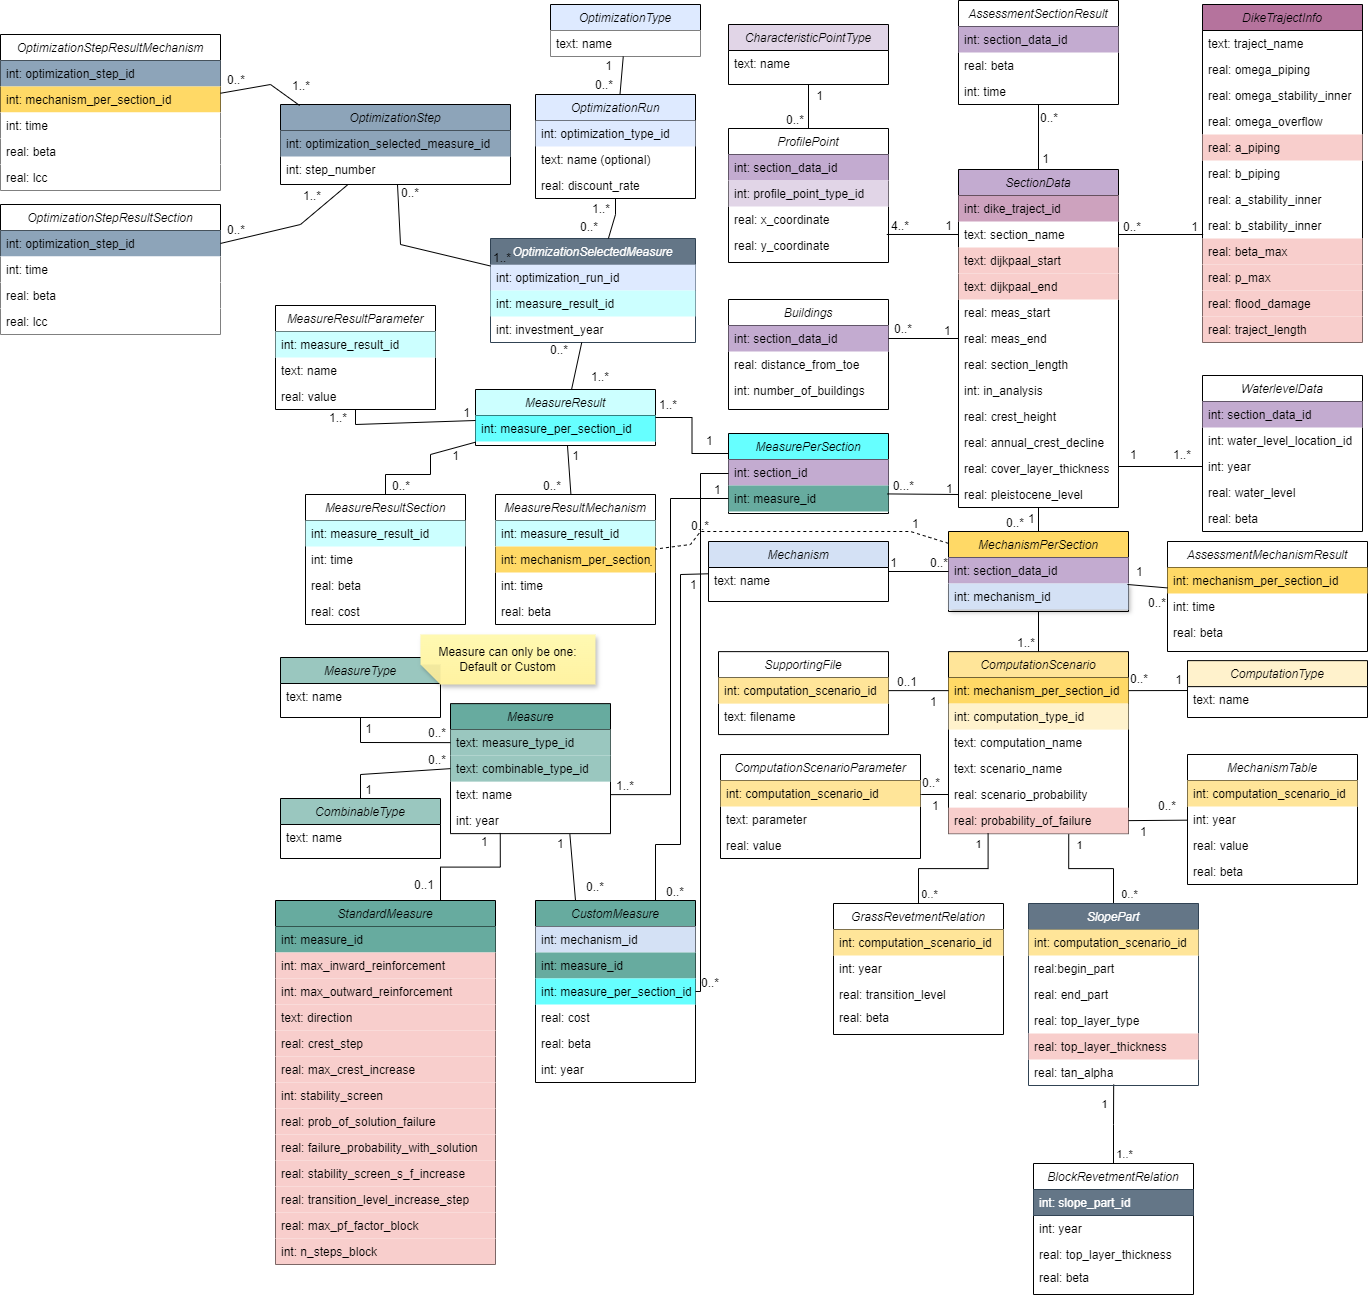 OptimizationStepResultMechanism
int: optimization_step_id
int: mechanism_per_section_id
int: time
real: beta
real: lcc
0..*
1..*
OptimizationStepResultSection
int: optimization_step_id
int: time
real: beta
real: lcc
0..*
1..*
OptimizationStep
int: optimization_selected_measure_id
int: step_number
0..*
1..*
OptimizationType
text: name
1
0..*
OptimizationRun
int: optimization_type_id
text: name (optional)
real: discount_rate
1..*
0..*
OptimizationSelectedMeasure
int: optimization_run_id
int: measure_result_id
int: investment_year
0..*
1..*
MeasureResultParameter
int: measure_result_id
text: name
real: value
1..*
1
MeasureResult
int: measure_per_section_id
1..*
1
1
0..*
1
0..*
MeasureResultSection
int: measure_result_id
int: time
real: beta
real: cost
MeasureResultMechanism
int: measure_result_id
int: mechanism_per_section_
int: time
real: beta
0..*
1
CharacteristicPointType
text: name
1
0..*
ProfilePoint
int: section_data_id
int: profile_point_type_id
real: x_coordinate
real: y_coordinate
4..*
1
Buildings
int: section_data_id
real: distance_from_toe
int: number_of_buildings
0..*
1
MeasurePerSection
int: section_id
int: measure_id
0...*
1
1
1
AssessmentSectionResult
int: section_data_id
real: beta
int: time
0..*
1
SectionData
int: dike_traject_id
text: section_name
text: dijkpaal_start
text: dijkpaal_end
real: meas_start
real: meas_end
real: section_length
int: in_analysis
real: crest_height
real: annual_crest_decline
real: cover_layer_thickness
real: pleistocene_level
0..*
1
1
1..*
0..*
1
DikeTrajectInfo
text: traject_name
real: omega_piping
real: omega_stability_inner
real: omega_overflow
real: a_piping
real: b_piping
real: a_stability_inner
real: b_stability_inner
real: beta_max
real: p_max
real: flood_damage
real: traject_length
WaterlevelData
int: section_data_id
int: water_level_location_id
int: year
real: water_level
real: beta
Mechanism
text: name
1
0..*
1
MechanismPerSection
int: section_data_id
int: mechanism_id
1
0..*
1..*
AssessmentMechanismResult
int: mechanism_per_section_id
int: time
real: beta
SupportingFile
int: computation_scenario_id
text: filename
0..1
1
ComputationScenario
int: mechanism_per_section_id
int: computation_type_id
text: computation_name
text: scenario_name
real: scenario_probability
real: probability_of_failure
0..*
1
ComputationType
text: name
ComputationScenarioParameter
int: computation_scenario_id
text: parameter
real: value
0..*
1
MechanismTable
int: computation_scenario_id
int: year
real: value
real: beta
0..*
1
1
0..*
1
0..*
GrassRevetmentRelation
int: computation_scenario_id
int: year
real: transition_level
real: beta
SlopePart
int: computation_scenario_id
real:begin_part
real: end_part
real: top_layer_type
real: top_layer_thickness
real: tan_alpha
1
1..*
BlockRevetmentRelation
int: slope_part_id
int: year
real: top_layer_thickness
real: beta
Measure can only be one:
Default or Custom
MeasureType
text: name
1
0..*
CombinableType
text: name
0..*
1
Measure
text: measure_type_id
text: combinable_type_id
text: name
int: year
1..*
1
0..1
1
0..*
StandardMeasure
int: measure_id
int: max_inward_reinforcement
int: max_outward_reinforcement
text: direction
real: crest_step
real: max_crest_increase
int: stability_screen
real: prob_of_solution_failure
real: failure_probability_with_solution
real: stability_screen_s_f_increase
real: transition_level_increase_step
real: max_pf_factor_block
int: n_steps_block
CustomMeasure
int: mechanism_id
int: measure_id
int: measure_per_section_id
real: cost
real: beta
int: year
0..*
0..*